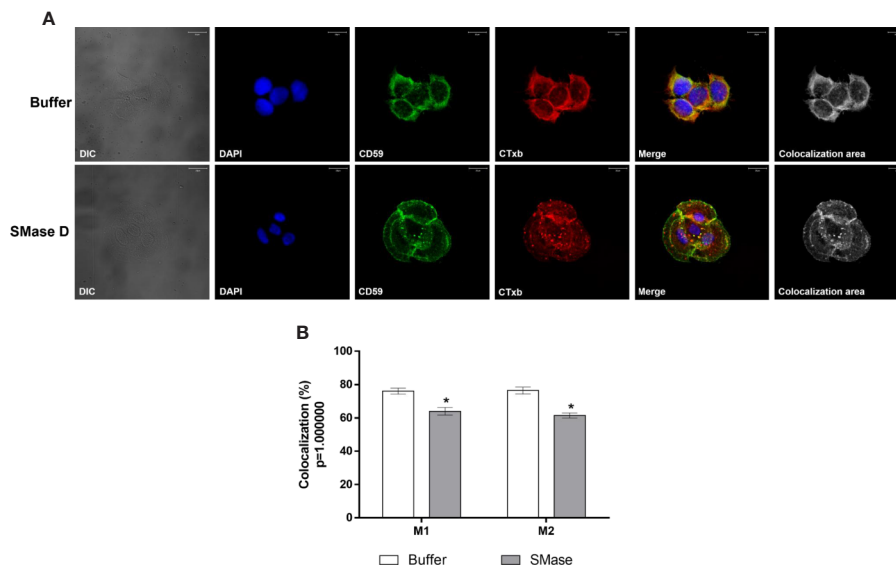 A
Buffer
DIC
DAPI
CD59
CTxb
Merge
Colocalization area
SMase D
DIC
DAPI
CD59
CTxb
Merge
Colocalization area
B
Colocalization (%)
p=1.000000
100
80
60
40
20
0
* *
M1 M2
Buffer SMase